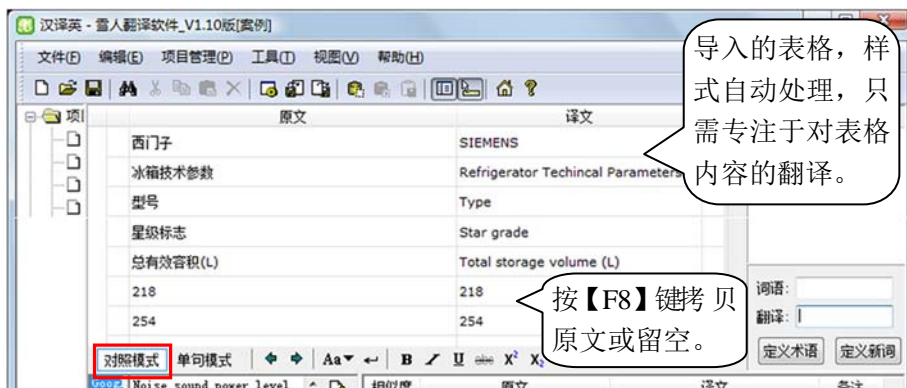 汉译英 - 雪人翻译软件_V1.10版[案例]
文件(F) 编辑(E) 项目管理(P) 工具(T) 视图(V) 帮助(H)
导入的表格，样
式自动处理，只
需专注于对表格
内容的翻译。
项
原文 译文
西门子 SIEMENS
冰箱技术参数 Refrigerator Techincal Parameters
型号 Type
星级标志 Star grade
总有效容积(L) Total storage volume (L)
218 218
254 254
按【F8】键拷 贝
原文或留空。
词语:
翻译:
定义术语 定义新词
对照模式 单句模式 Aa B I U abc X² X₂
Goo2 Noise sound power level 相似度 原文 译文 备注